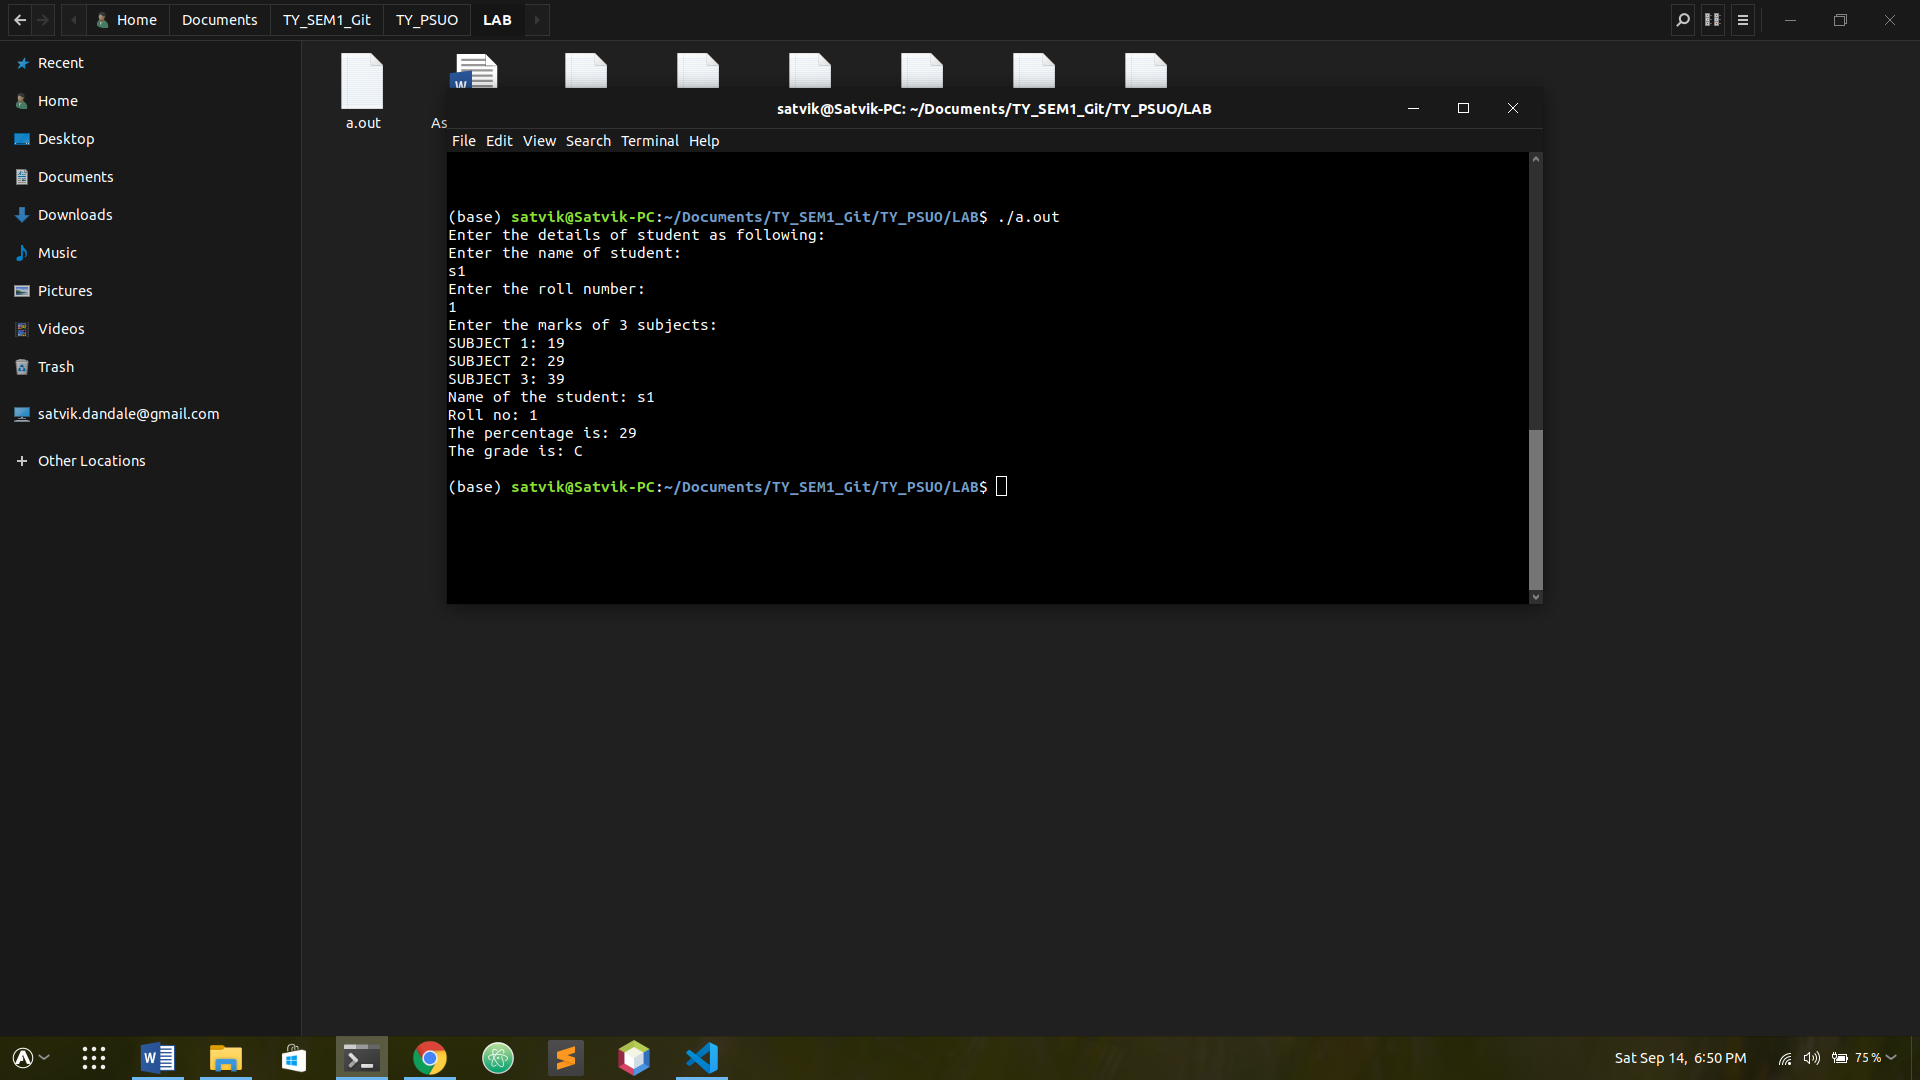 Home Documents TY_SEM1_Git TY_PSUO LAB
Recent
Home
Desktop
Documents
Downloads
Music
Pictures
Videos
Trash
satvik.dandale@gmail.com
+ Other Locations
a.out
As
W
satvik@Satvik-PC: ~/Documents/TY_SEM1_Git/TY_PSUO/LAB
File Edit View Search Terminal Help
(base) satvik@Satvik-PC:~/Documents/TY_SEM1_Git/TY_PSUO/LAB$ ./a.out
Enter the details of student as following:
Enter the name of student:
s1
Enter the roll number:
1
Enter the marks of 3 subjects:
SUBJECT 1: 19
SUBJECT 2: 29
SUBJECT 3: 39
Name of the student: s1
Roll no: 1
The percentage is: 29
The grade is: C
(base) satvik@Satvik-PC:~/Documents/TY_SEM1_Git/TY_PSUO/LAB$
W
Sat Sep 14, 6:50 PM 75%